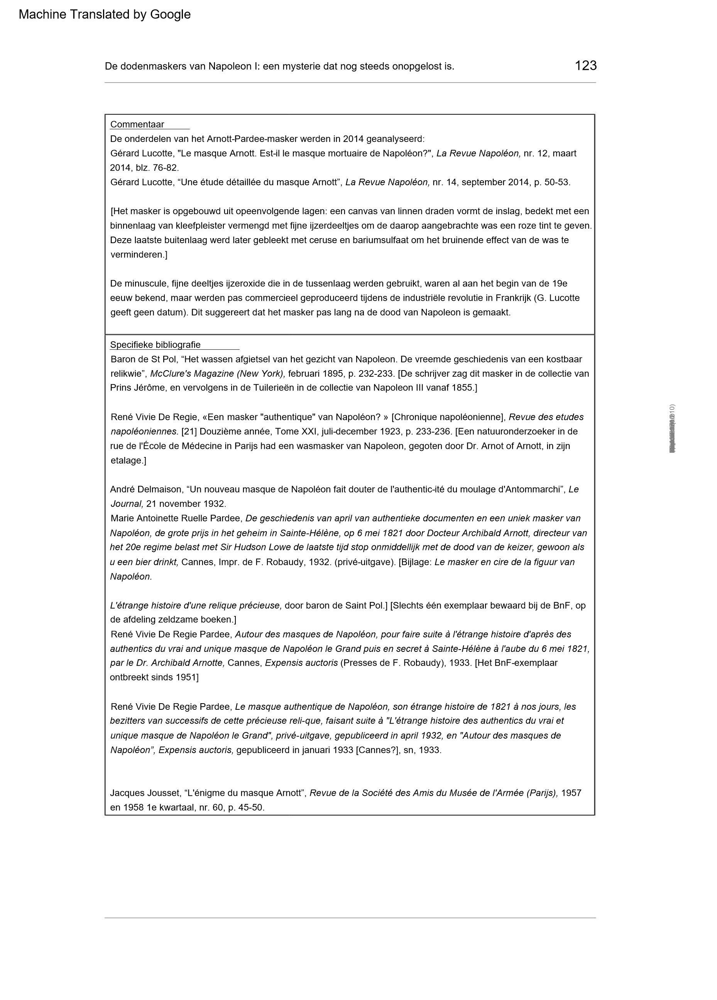 Machine Translated by Google
De dodenmaskers van Napoleon I: een mysterie dat nog steeds onopgelost is.
123
Commentaar
De onderdelen van het Arnott-Pardee-masker werden in 2014 geanalyseerd:
Gérard Lucotte, "Le masque Arnott. Est-il le masque mortuaire de Napoléon?", La Revue Napoléon, nr. 12, maart
2014, blz. 76-82.
Gérard Lucotte, “Une étude détaillée du masque Arnott”, La Revue Napoléon, nr. 14, september 2014, p. 50-53.
[Het masker is opgebouwd uit opeenvolgende lagen: een canvas van linnen draden vormt de inslag, bedekt met een
binnenlaag van kleefpleister vermengd met fijne ijzerdeeltjes om de daarop aangebrachte was een roze tint te geven.
Deze laatste buitenlaag werd later gebleekt met ceruse en bariumsulfaat om het bruinende effect van de was te
verminderen.]
De minuscule, fijne deeltjes ijzeroxide die in de tussenlaag werden gebruikt, waren al aan het begin van de 19e
eeuw bekend, maar werden pas commercieel geproduceerd tijdens de industriële revolutie in Frankrijk (G. Lucotte
geeft geen datum). Dit suggereert dat het masker pas lang na de dood van Napoleon is gemaakt.
Specifieke bibliografie
Baron de St Pol, “Het wassen afgietsel van het gezicht van Napoleon. De vreemde geschiedenis van een kostbaar
relikwie”, McClure's Magazine (New York), februari 1895, p. 232-233. [De schrijver zag dit masker in de collectie van
Prins Jérôme, en vervolgens in de Tuilerieën in de collectie van Napoleon III vanaf 1855.]
René Vivie De Regie, «Een masker "authentique" van Napoléon? » [Chronique napoléonienne], Revue des etudes
napoléoniennes. [21] Douzième année, Tome XXI, juli-december 1923, p. 233-236. [Een natuuronderzoeker in de
rue de l'École de Médecine in Parijs had een wasmasker van Napoleon, gegoten door Dr. Arnot of Arnott, in zijn
etalage.]
André Delmaison, “Un nouveau masque de Napoléon fait douter de l'authentic-ité du moulage d'Antommarchi”, Le
Journal, 21 november 1932.
Marie Antoinette Ruelle Pardee, De geschiedenis van april van authentieke documenten en een uniek masker van
Napoléon, de grote prijs in het geheim in Sainte-Hélène, op 6 mei 1821 door Docteur Archibald Arnott, directeur van
het 20e regime belast met Sir Hudson Lowe de laatste tijd stop onmiddellijk met de dood van de keizer, gewoon als
u een bier drinkt, Cannes, Impr. de F. Robaudy, 1932. (privé-uitgave). [Bijlage: Le masker en cire de la figuur van
Napoléon.
L'étrange histoire d'une relique précieuse, door baron de Saint Pol.] [Slechts één exemplaar bewaard bij de BnF, op
de afdeling zeldzame boeken.]
René Vivie De Regie Pardee, Autour des masques de Napoléon, pour faire suite à l'étrange histoire d'après des
authentics du vrai and unique masque de Napoléon le Grand puis en secret à Sainte-Hélène à l'aube du 6 mei 1821,
par le Dr. Archibald Arnotte, Cannes, Expensis auctoris (Presses de F. Robaudy), 1933. [Het BnF-exemplaar
ontbreekt sinds 1951]
René Vivie De Regie Pardee, Le masque authentique de Napoléon, son étrange histoire de 1821 à nos jours, les
bezitters van successifs de cette précieuse reli-que, faisant suite à "L'étrange histoire des authentics du vrai et
unique masque de Napoléon le Grand", privé-uitgave, gepubliceerd in april 1932, en "Autour des masques de
Napoléon”, Expensis auctoris, gepubliceerd in januari 1933 [Cannes?], sn, 1933.
Jacques Jousset, “L'énigme du masque Arnott”, Revue de la Société des Amis du Musée de l'Armée (Parijs), 1957
en 1958 1e kwartaal, nr. 60, p. 45-50.